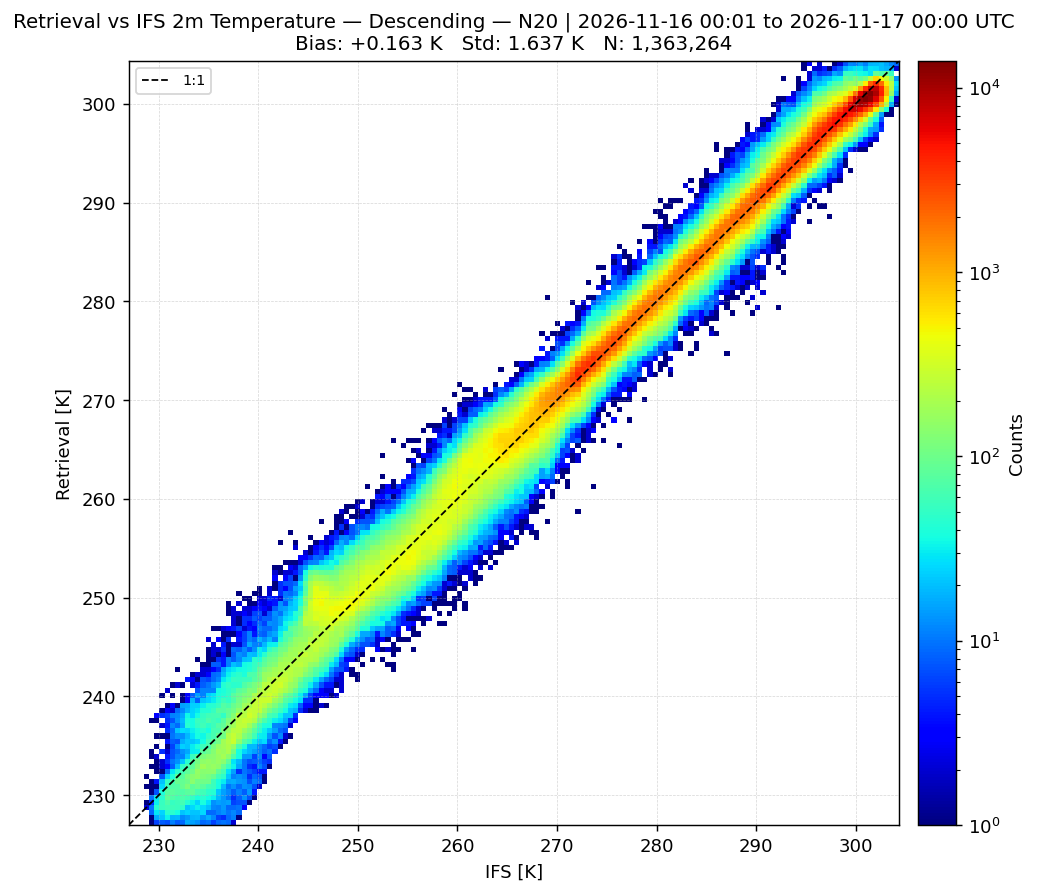 Retrieval vs IFS 2m Temperature — Descending — N20 | 2026-11-16 00:01 to 2026-11-17 00:00 UTC
Bias: +0.163 K   Std: 1.637 K   N: 1,363,264
1:1
Retrieval [K]
300
290
280
270
260
250
240
230
230 240 250 260 270 280 290 300
IFS [K]
10⁴
10³
10²
10¹
10⁰
Counts